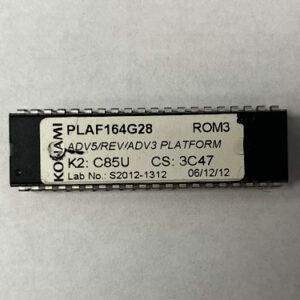 KONAMI
PLAF164G28 ROM3
ADV5/REV/ADV3 PLATFORM
K2: C85U CS: 3C47
Lab No.: S2012-1312 06/12/12